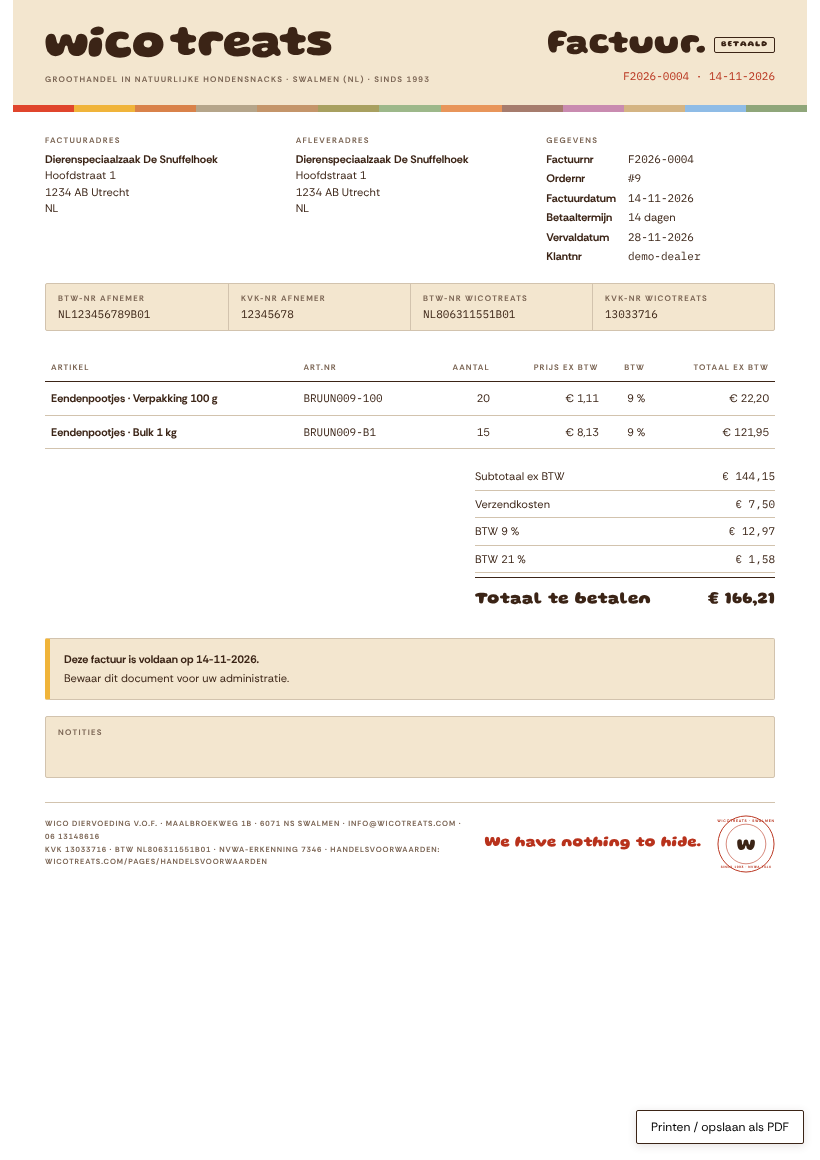 wico treats
Factuur. BETAALD
GROOTHANDEL IN NATUURLIJKE HONDENSNACKS · SWALMEN (NL) · SINDS 1993
F2026-0004 · 14-11-2026
FACTUURADRES
Dierenspeciaalzaak De Snuffelhoek
Hoofdstraat 1
1234 AB Utrecht
NL
AFLEVERADRES
Dierenspeciaalzaak De Snuffelhoek
Hoofdstraat 1
1234 AB Utrecht
NL
GEGEVENS
Factuurnr F2026-0004
Ordernr #9
Factuurdatum 14-11-2026
Betaaltermijn 14 dagen
Vervaldatum 28-11-2026
Klantnr demo-dealer
BTW-NR AFNEMER
NL123456789B01
KVK-NR AFNEMER
12345678
BTW-NR WICOTREATS
NL806311551B01
KVK-NR WICOTREATS
13033716
ARTIKEL ART.NR AANTAL PRIJS EX BTW BTW TOTAAL EX BTW
Eendenpootjes · Verpakking 100 g BRUUN009-100 20 € 1,11 9 % € 22,20
Eendenpootjes · Bulk 1 kg BRUUN009-B1 15 € 8,13 9 % € 121,95
Subtotaal ex BTW € 144,15
Verzendkosten € 7,50
BTW 9 % € 12,97
BTW 21 % € 1,58
Totaal te betalen € 166,21
Deze factuur is voldaan op 14-11-2026.
Bewaar dit document voor uw administratie.
NOTITIES
WICO DIERVOEDING V.O.F. · MAALBROEKWEG 1B · 6071 NS SWALMEN · INFO@WICOTREATS.COM ·
06 13148616
KVK 13033716 · BTW NL806311551B01 · NVWA-ERKENNING 7346 · HANDELSVOORWAARDEN:
WICOTREATS.COM/PAGES/HANDELSVOORWAARDEN
We have nothing to hide.
WICOTREATS · SWALMEN
W
Printen / opslaan als PDF